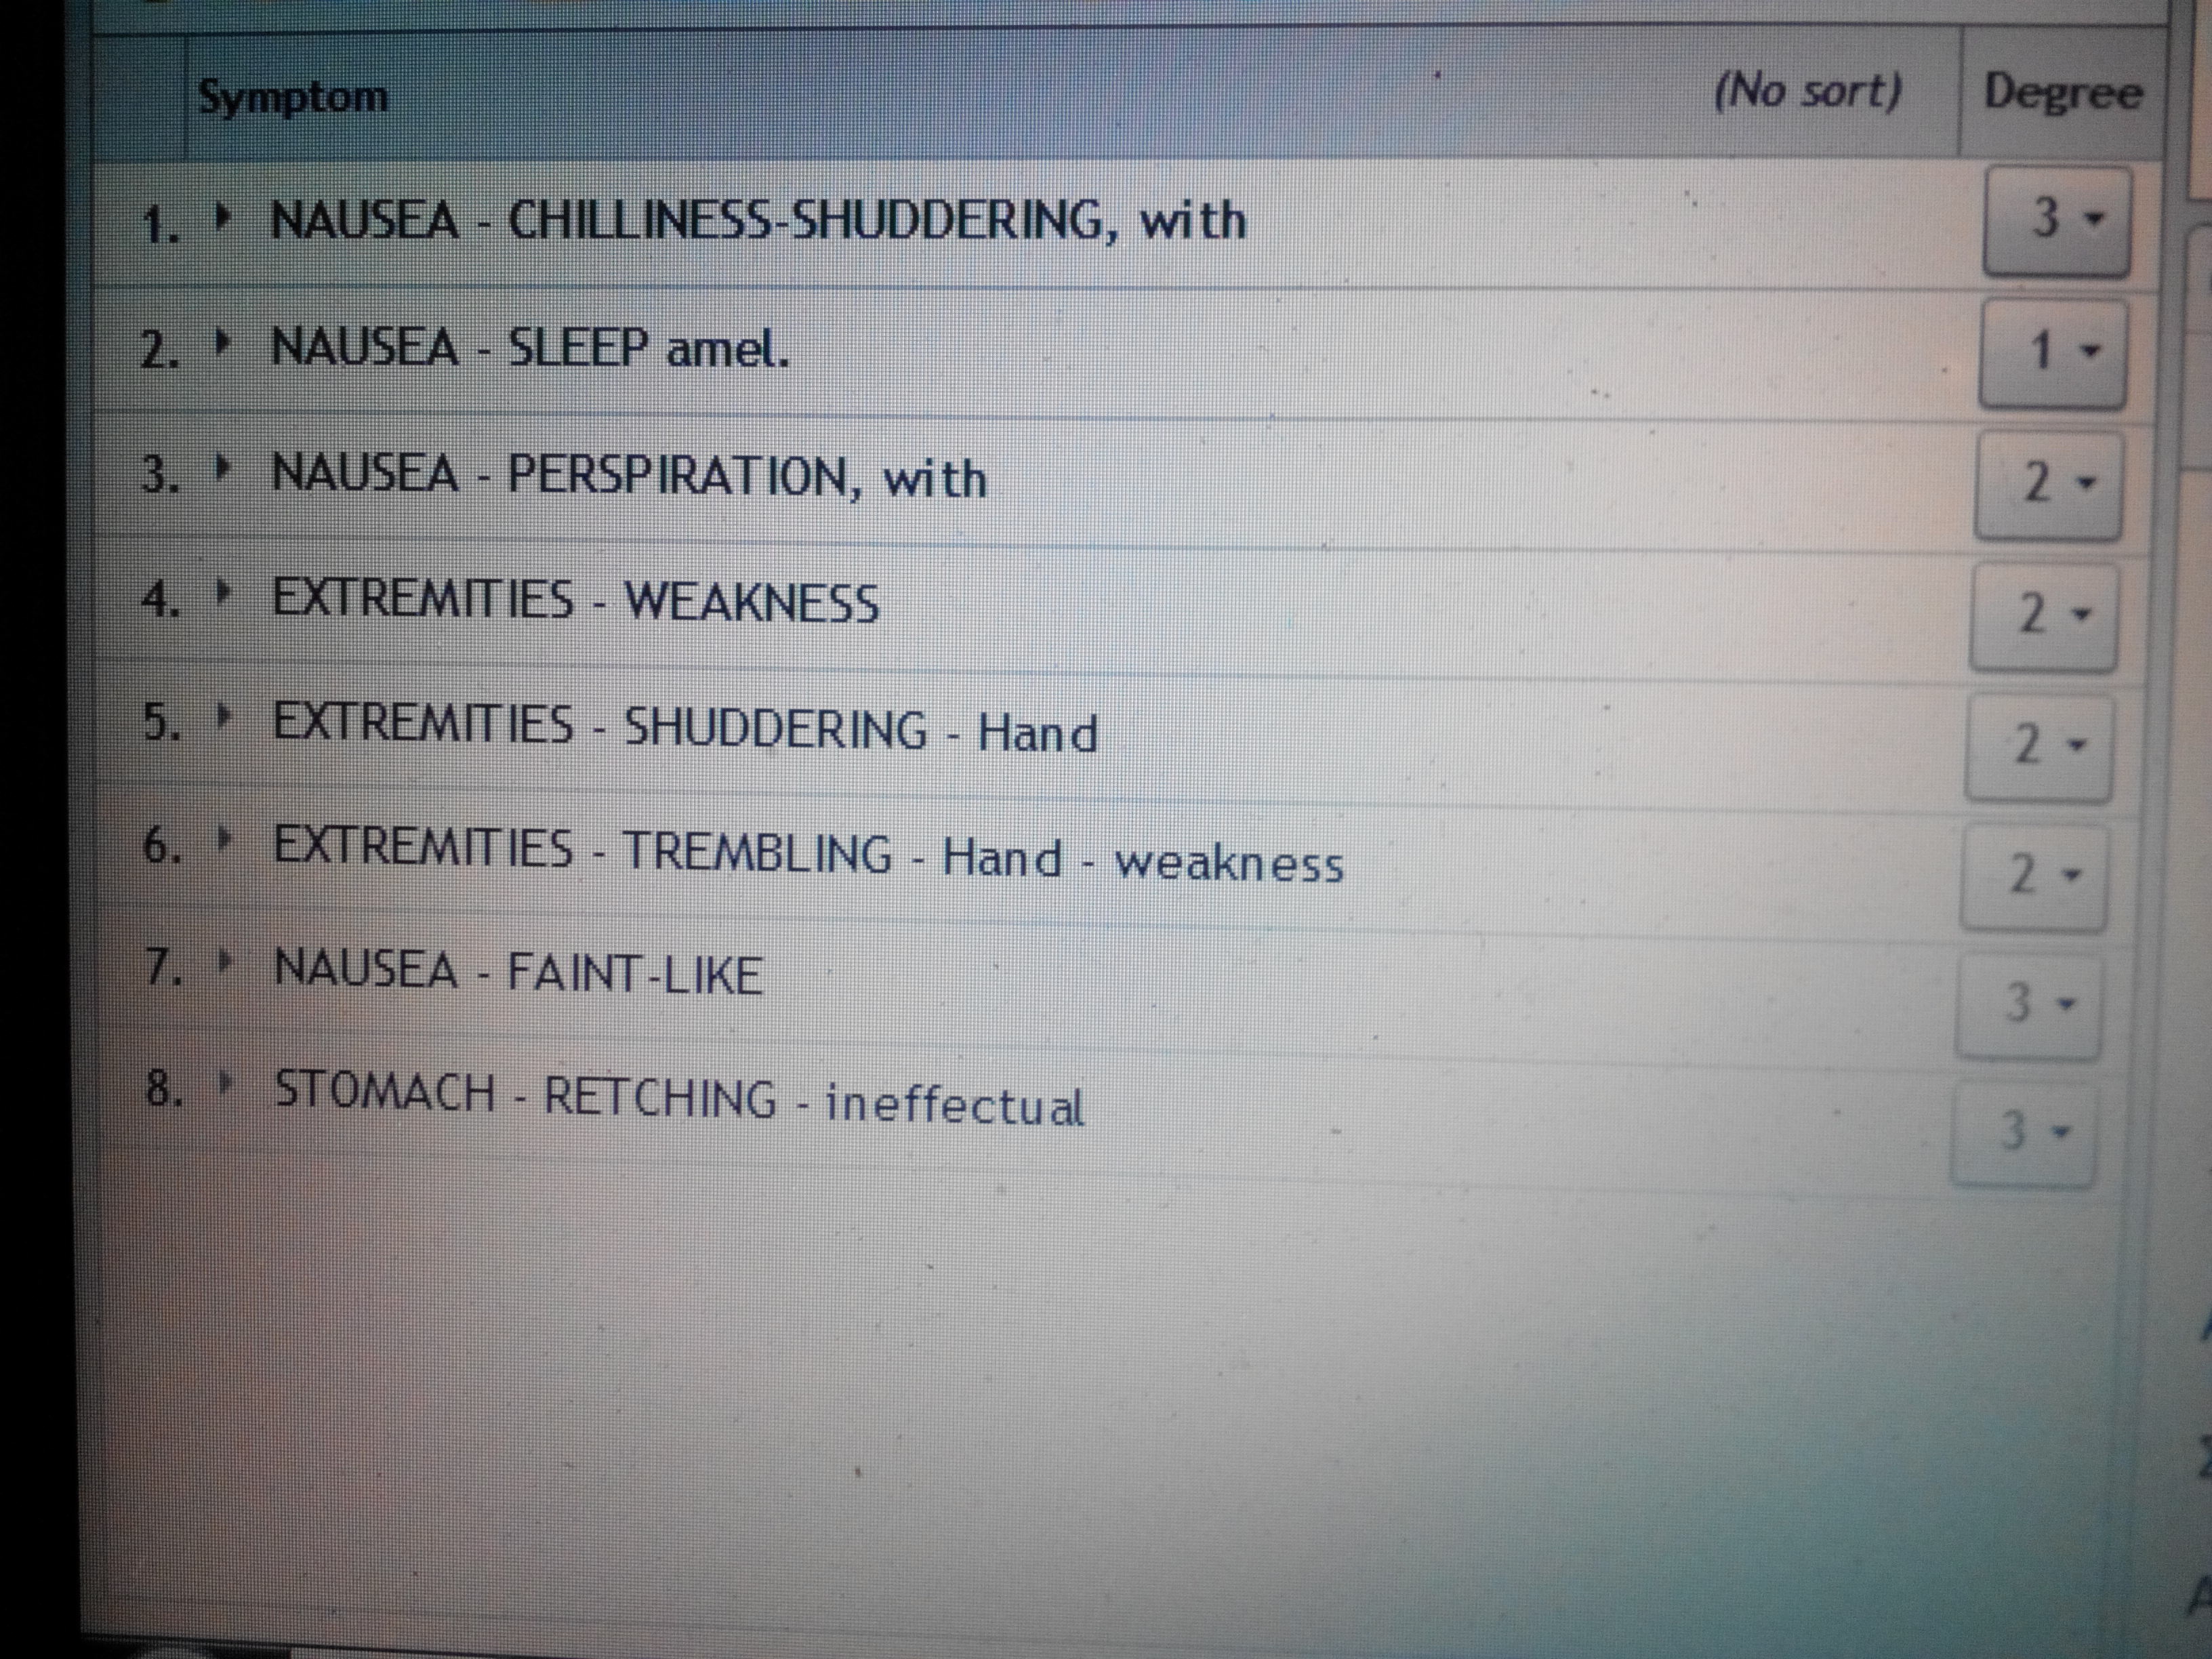 Symptom (No sort) Degree
1. NAUSEA - CHILLINESS-SHUDDERING, with 3
2. NAUSEA - SLEEP amel. 1
3. NAUSEA - PERSPIRATION, with 2
4. EXTREMITIES - WEAKNESS 2
5. EXTREMITIES - SHUDDERING - Hand 2
6. EXTREMITIES - TREMBLING - Hand - weakness 2
7. NAUSEA - FAINT-LIKE 3
8. STOMACH - RETCHING - ineffectual 3